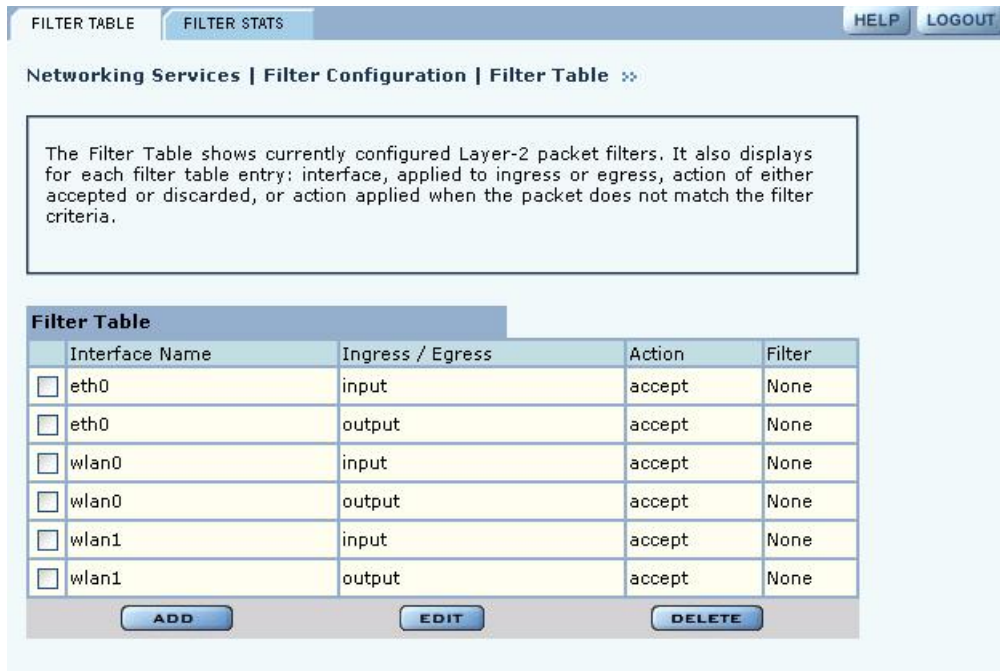 FILTER TABLE FILTER STATS HELP LOGOUT
Networking Services | Filter Configuration | Filter Table »
The Filter Table shows currently configured Layer-2 packet filters. It also displays
for each filter table entry: interface, applied to ingress or egress, action of either
accepted or discarded, or action applied when the packet does not match the filter
criteria.
Filter Table
Interface Name Ingress / Egress Action Filter
eth0 input accept None
eth0 output accept None
wlan0 input accept None
wlan0 output accept None
wlan1 input accept None
wlan1 output accept None
ADD EDIT DELETE